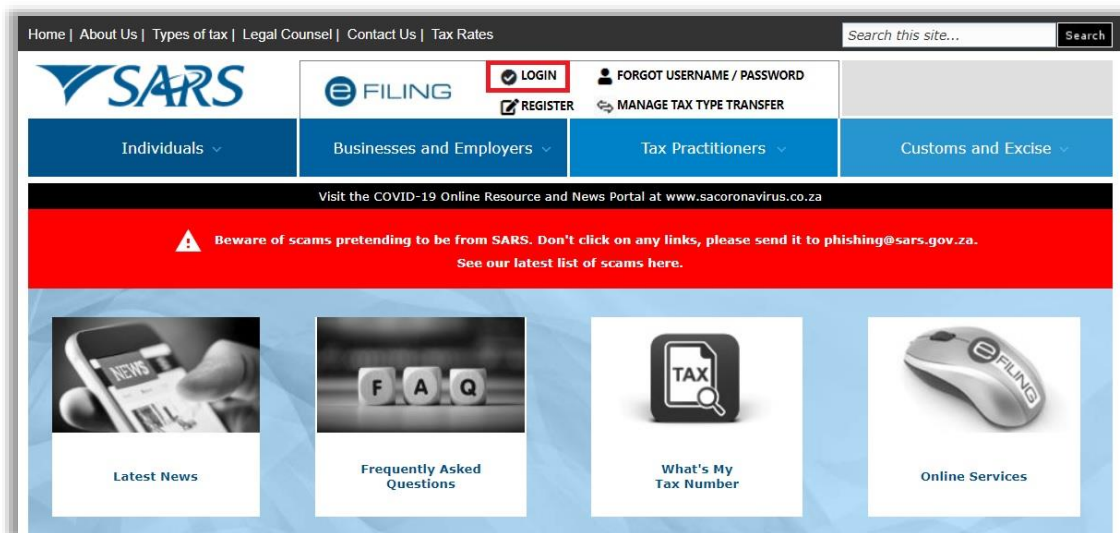 Home | About Us | Types of tax | Legal Counsel | Contact Us | Tax Rates
Search this site...
Search
SARS
e FILING
LOGIN
FORGOT USERNAME / PASSWORD
REGISTER
MANAGE TAX TYPE TRANSFER
Individuals
Businesses and Employers
Tax Practitioners
Customs and Excise
Visit the COVID-19 Online Resource and News Portal at www.sacoronavirus.co.za
Beware of scams pretending to be from SARS. Don't click on any links, please send it to phishing@sars.gov.za.
See our latest list of scams here.
NEWS
F A Q
TAX
e FILING
Latest News
Frequently Asked
Questions
What's My
Tax Number
Online Services